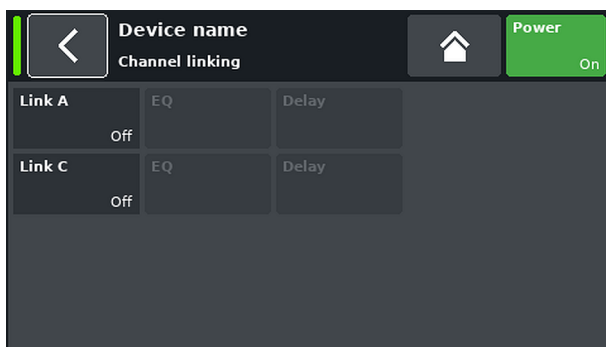 Device name
Channel linking
Power
On
Link A
Off
EQ
Delay
Link C
Off
EQ
Delay